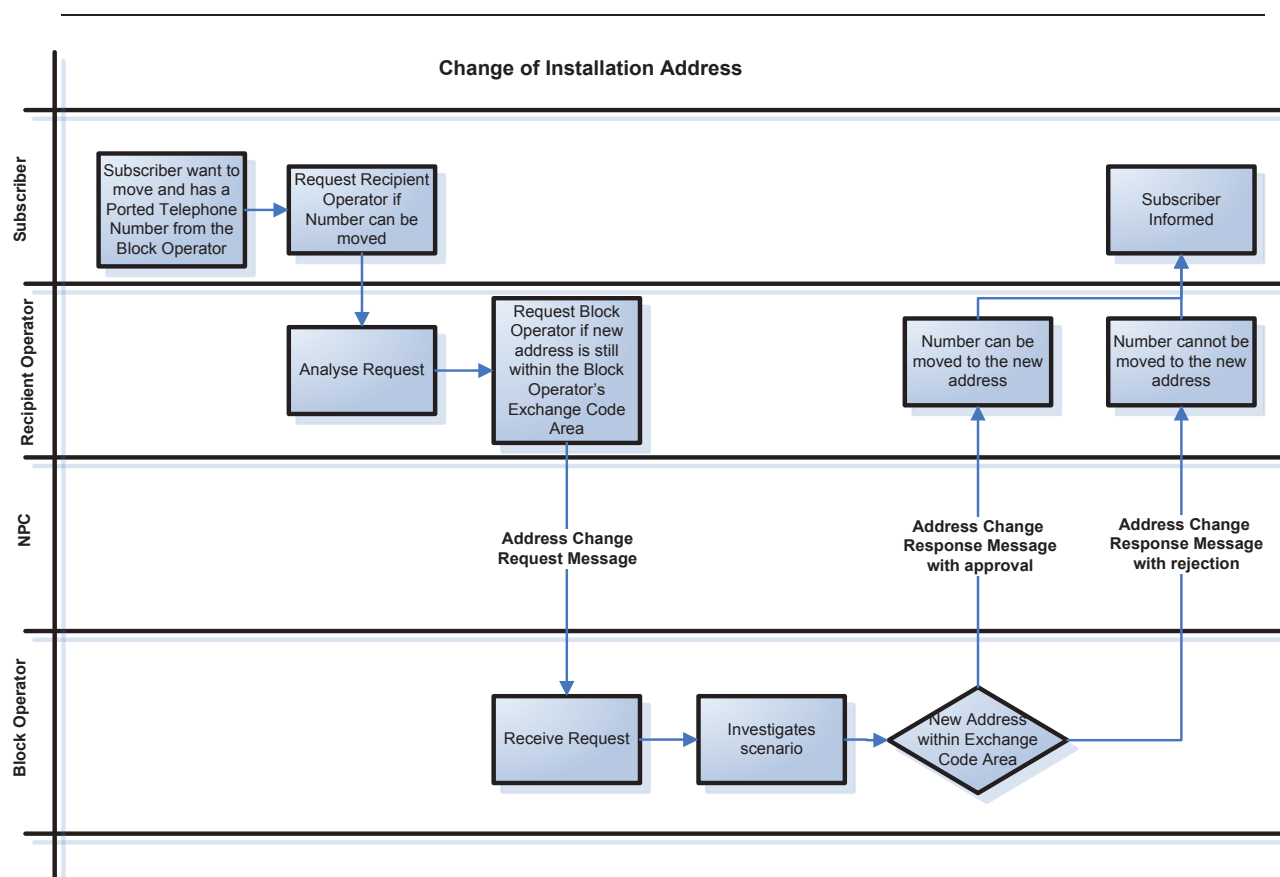 Change of Installation Address
Subscriber
Subscriber want to
move and has a
Ported Telephone
Number from the
Block Operator
Request Recipient
Operator if
Number can be
moved
Subscriber
Informed
Recipient Operator
Analyse Request
Request Block
Operator if new
address is still
within the Block
Operator's
Exchange Code
Area
Number can be
moved to the new
address
Number cannot be
moved to the new
address
NPC
Address Change
Request Message
Address Change
Response Message
with approval
Address Change
Response Message
with rejection
Block Operator
Receive Request
Investigates
scenario
New Address
within Exchange
Code Area